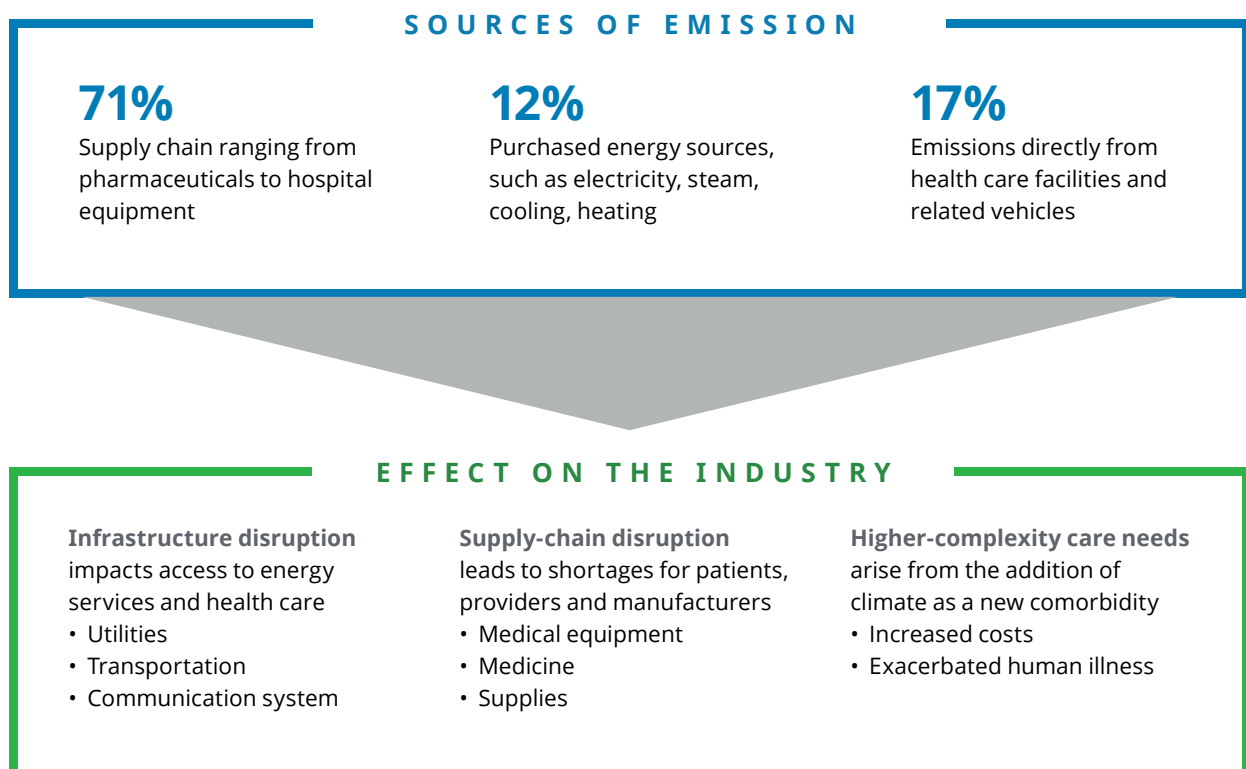 SOURCES OF EMISSION
71%
Supply chain ranging from
pharmaceuticals to hospital
equipment
12%
Purchased energy sources,
such as electricity, steam,
cooling, heating
17%
Emissions directly from
health care facilities and
related vehicles
EFFECT ON THE INDUSTRY
Infrastructure disruption
impacts access to energy
services and health care
• Utilities
• Transportation
• Communication system
Supply-chain disruption
leads to shortages for patients,
providers and manufacturers
• Medical equipment
• Medicine
• Supplies
Higher-complexity care needs
arise from the addition of
climate as a new comorbidity
• Increased costs
• Exacerbated human illness